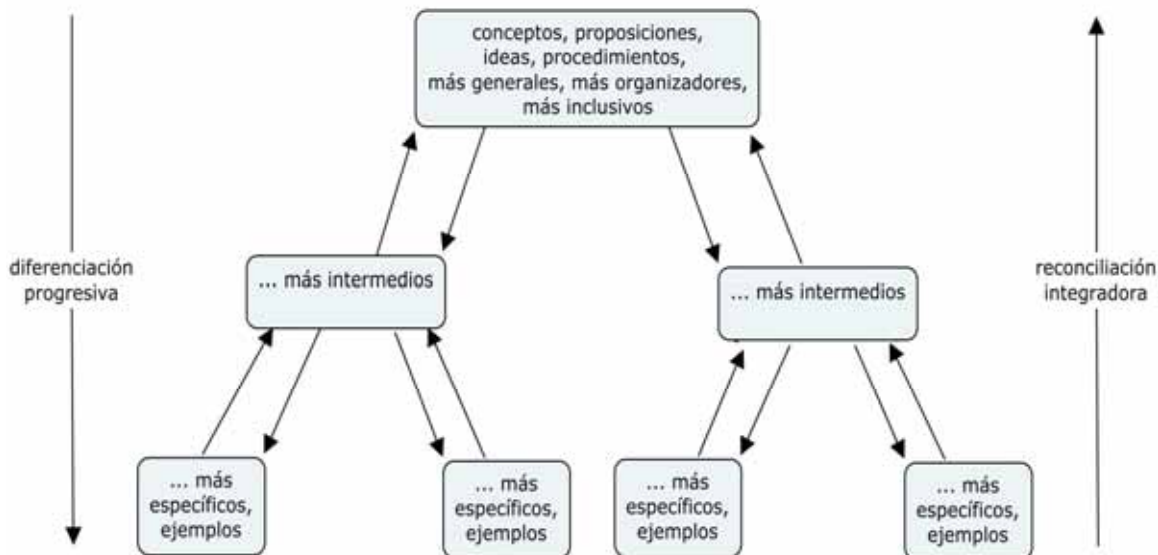 conceptos, proposiciones,
ideas, procedimientos,
más generales, más organizadores,
más inclusivos
diferenciación
progresiva
... más intermedios
... más intermedios
reconciliación
integradora
... más
específicos,
ejemplos
... más
específicos,
ejemplos
... más
específicos,
ejemplos
... más
específicos,
ejemplos